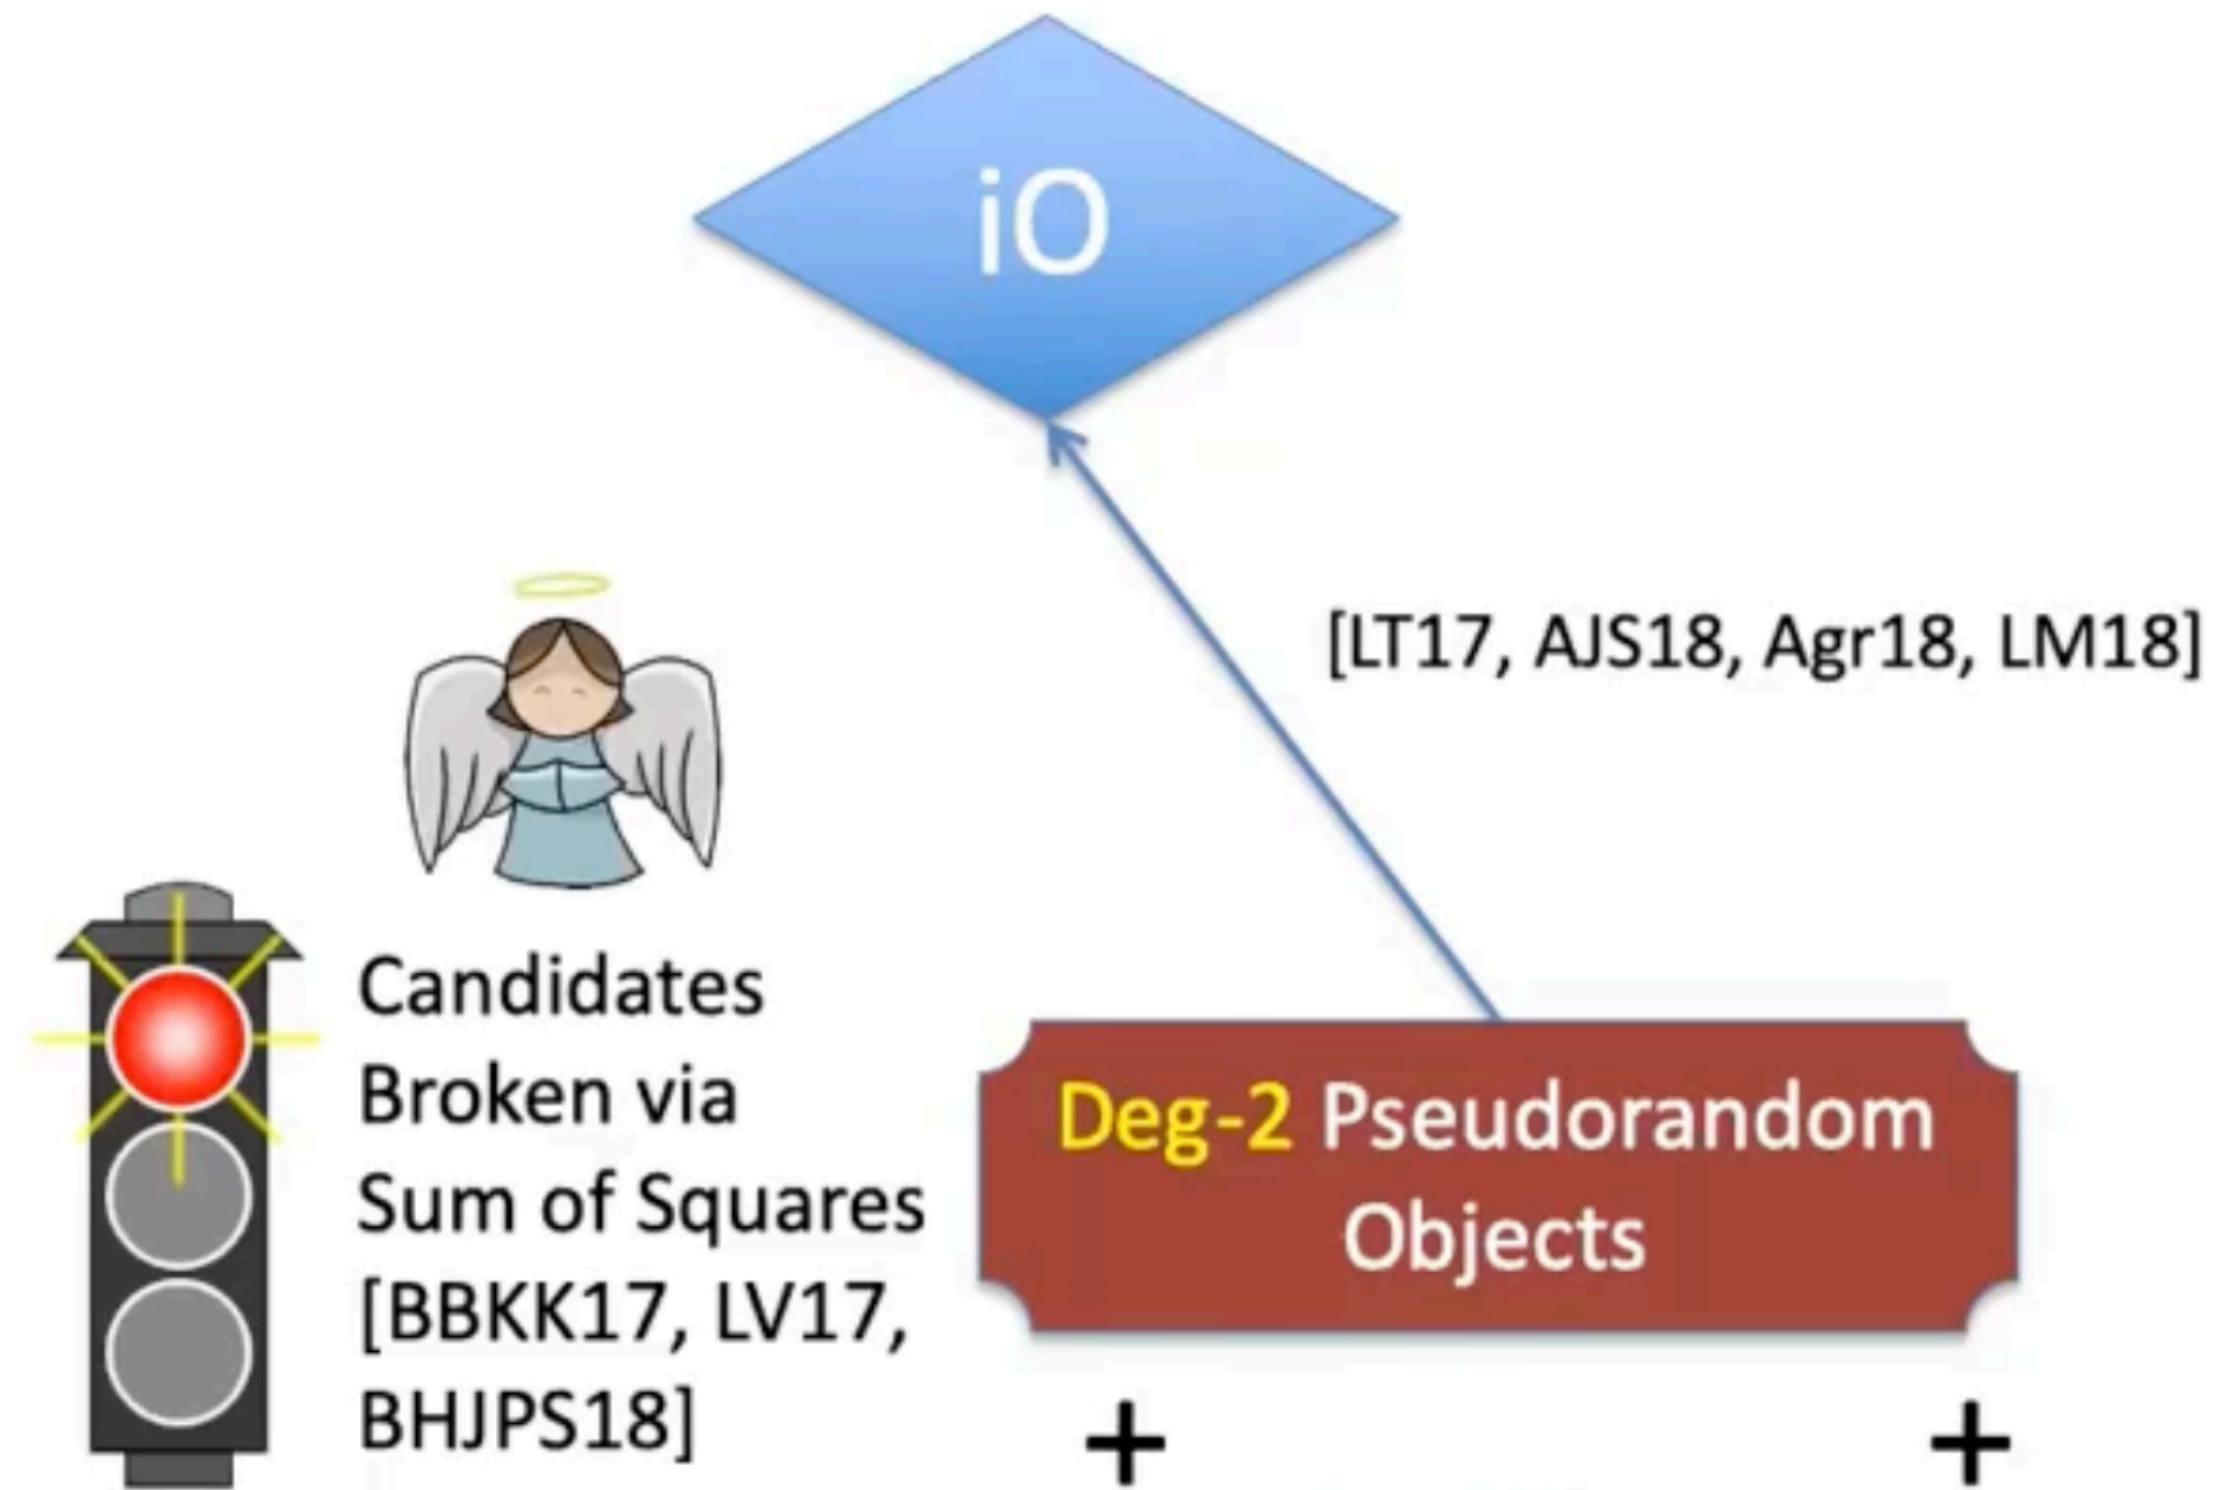 iO
[LT17, AJS18, Agr18, LM18]
Candidates
Broken via
Sum of Squares
[BBKK17, LV17,
BHJPS18]
Deg-2 Pseudorandom
Objects
+ +